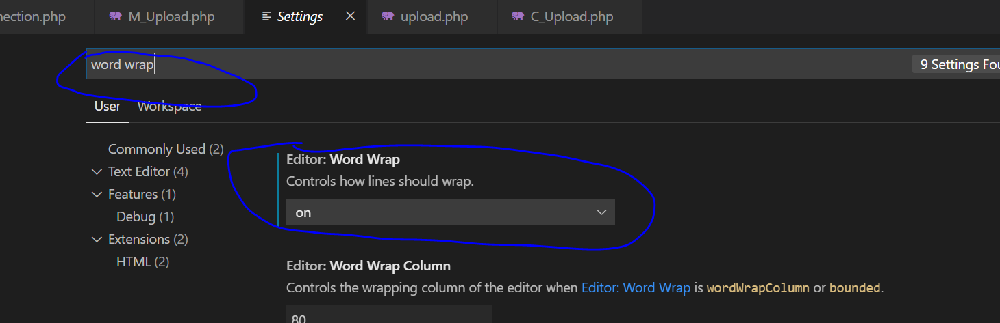 nection.php M_Upload.php Settings upload.php C_Upload.php
word wrap 9 Settings Fou
User Workspace
Commonly Used (2)
Text Editor (4)
Features (1)
Debug (1)
Extensions (2)
HTML (2)
Editor: Word Wrap
Controls how lines should wrap.
on
Editor: Word Wrap Column
Controls the wrapping column of the editor when Editor: Word Wrap is wordWrapColumn or bounded.
80